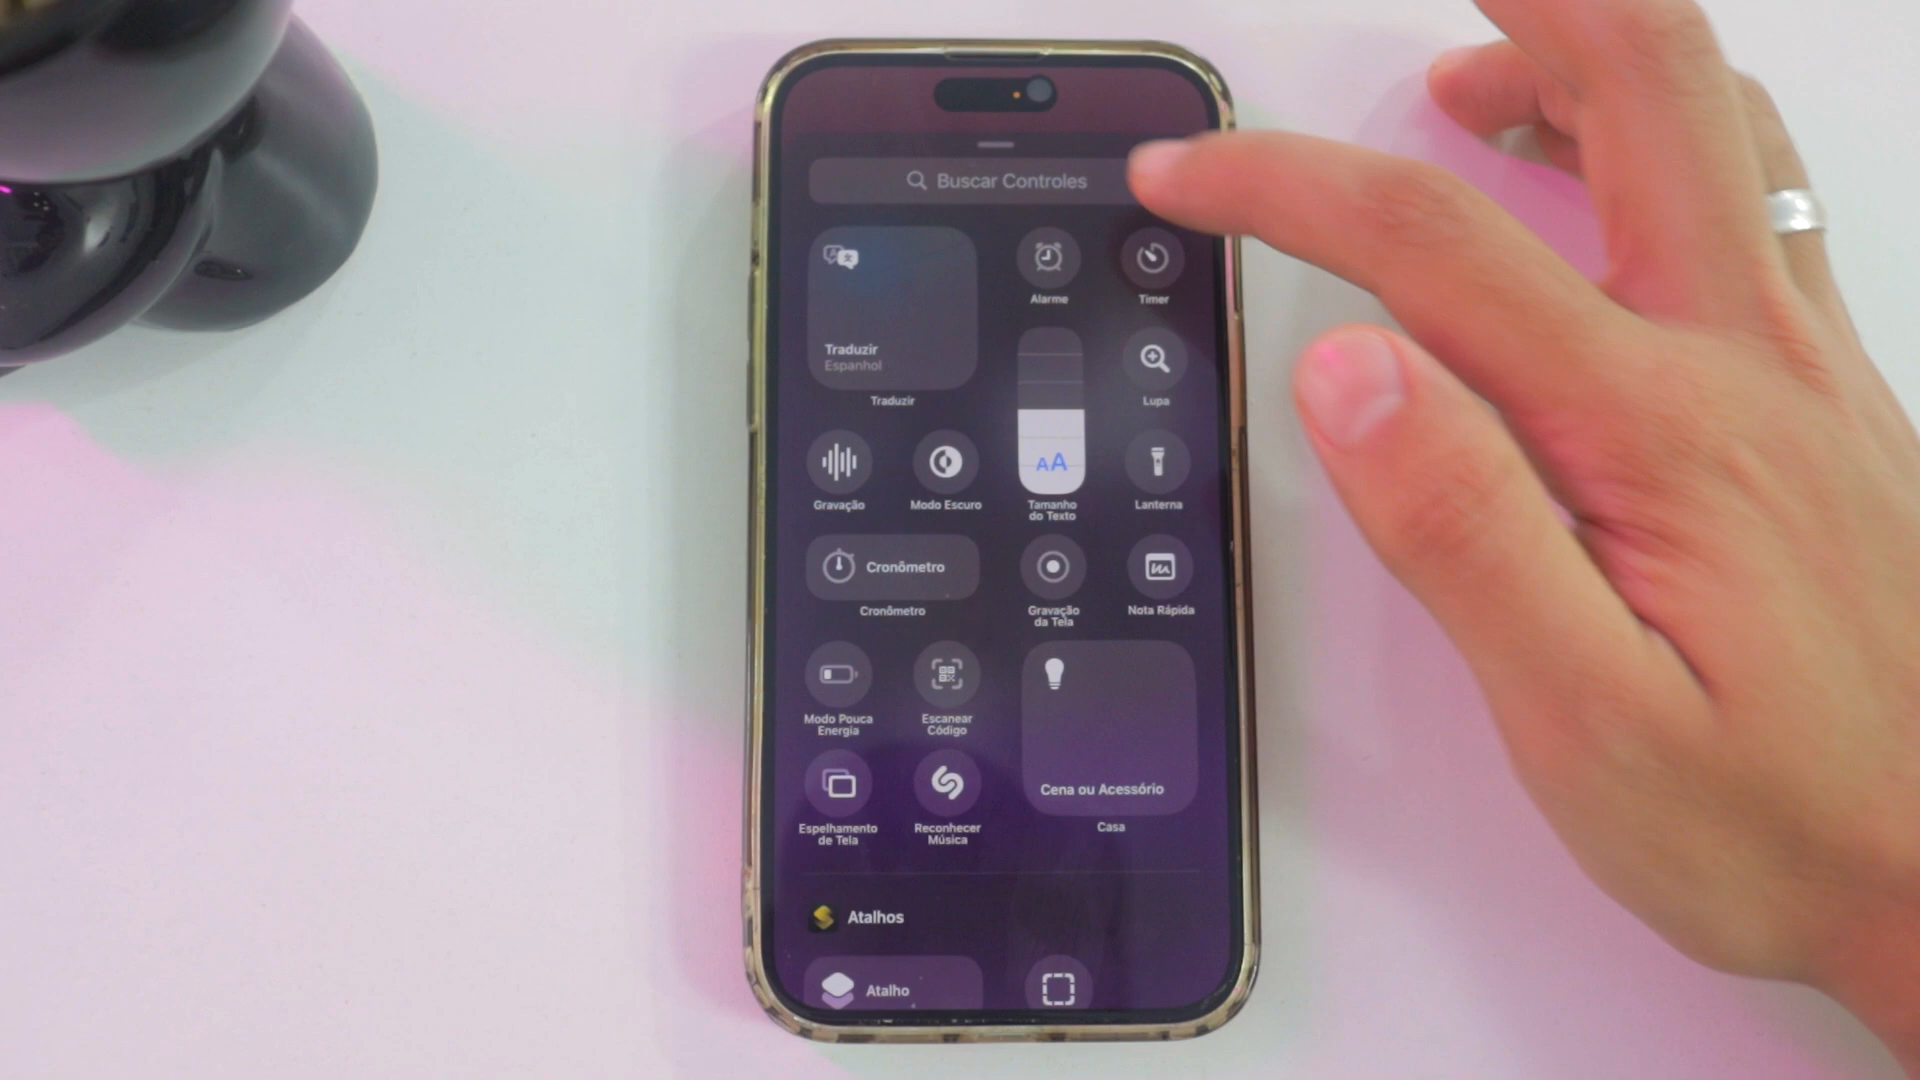 Buscar Controles
Traduzir
Espanhol
Traduzir
Alarme
Timer
Lupa
Gravação
Modo Escuro
AA
Tamanho
do Texto
Lanterna
Cronômetro
Cronômetro
Gravação
da Tela
Nota Rápida
Modo Pouca
Energia
Escanear
Código
Cena ou Acessório
Casa
Espelhamento
de Tela
Reconhecer
Música
Atalhos
Atalho